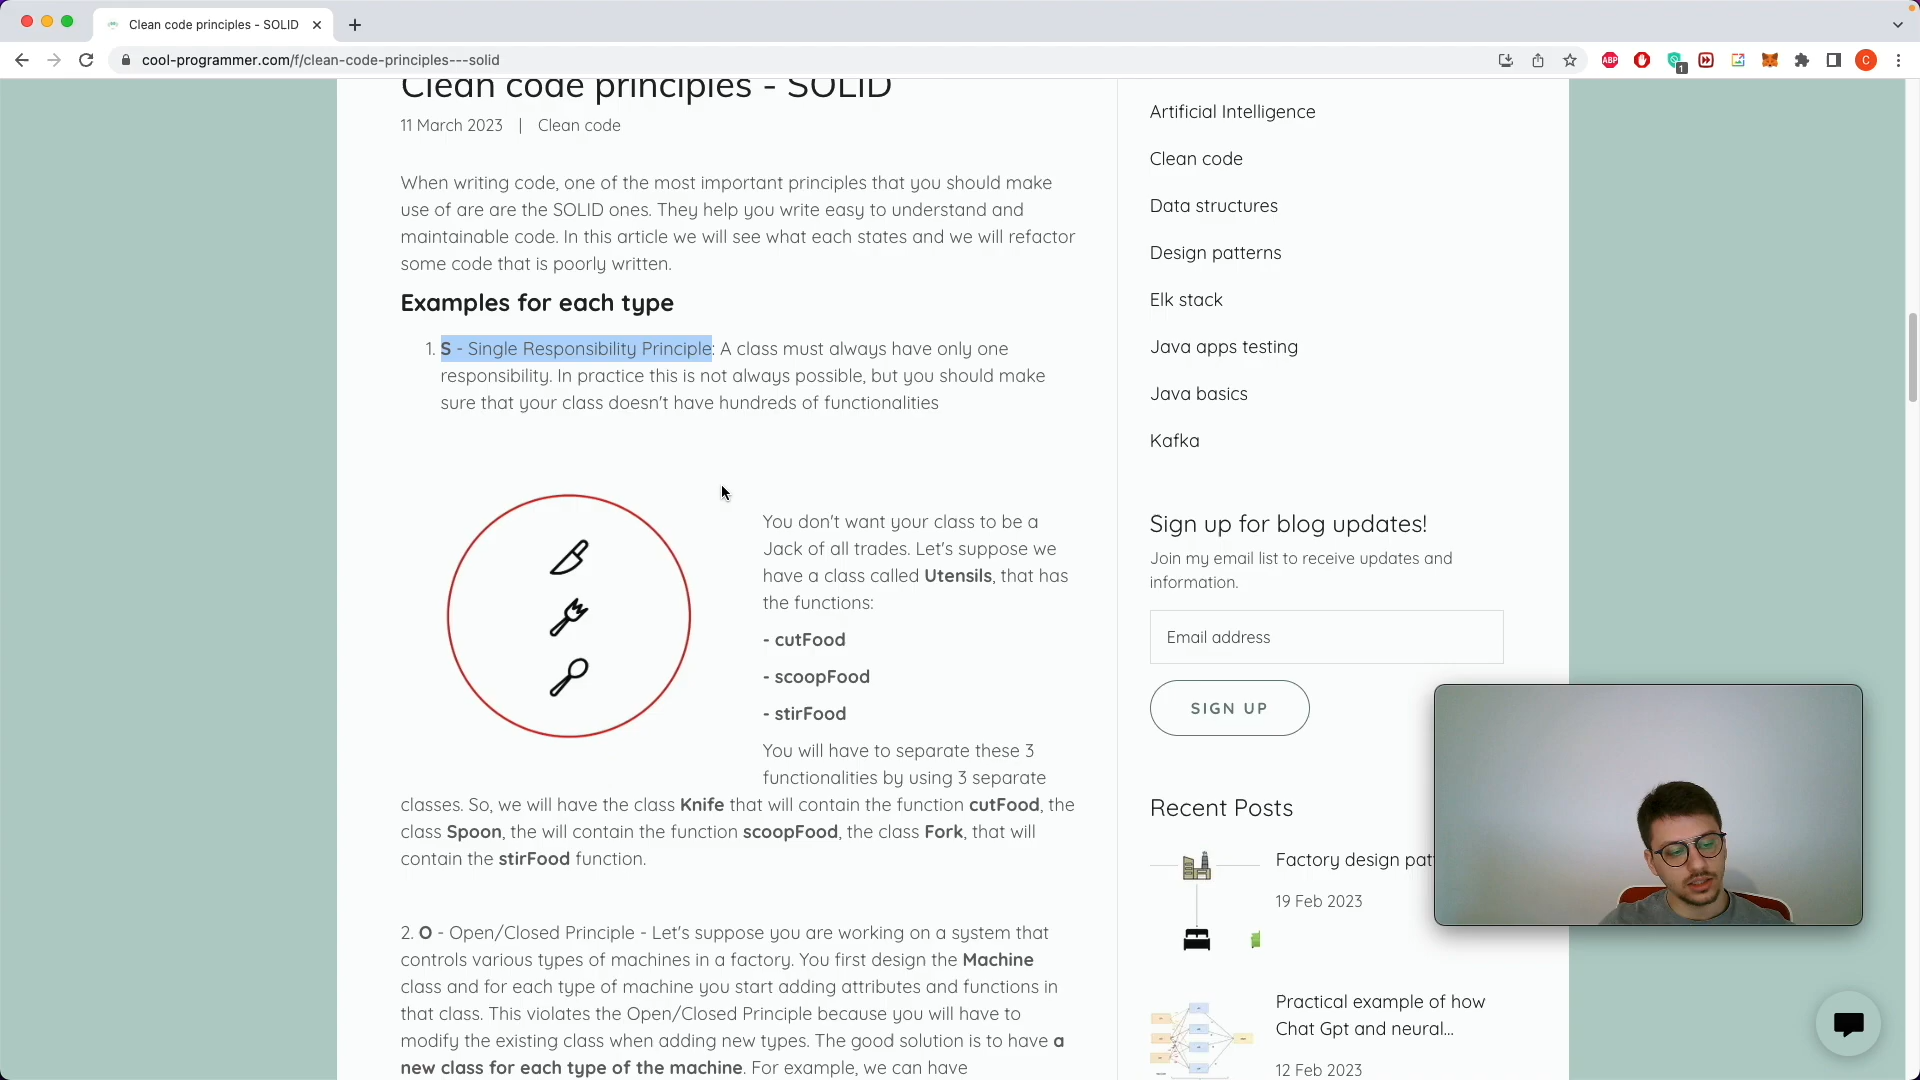 Clean code principles - SOLID
cool-programmer.com/f/clean-code-principles---solid
ABP
1
C
Clean code principles - SOLID
11 March 2023 | Clean code
When writing code, one of the most important principles that you should make
use of are are the SOLID ones. They help you write easy to understand and
maintainable code. In this article we will see what each states and we will refactor
some code that is poorly written.
Examples for each type
1. S - Single Responsibility Principle: A class must always have only one
responsibility. In practice this is not always possible, but you should make
sure that your class doesn't have hundreds of functionalities
You don't want your class to be a
Jack of all trades. Let's suppose we
have a class called Utensils, that has
the functions:
- cutFood
- scoopFood
- stirFood
You will have to separate these 3
functionalities by using 3 separate
classes. So, we will have the class Knife that will contain the function cutFood, the
class Spoon, the will contain the function scoopFood, the class Fork, that will
contain the stirFood function.
2. O - Open/Closed Principle - Let's suppose you are working on a system that
controls various types of machines in a factory. You first design the Machine
class and for each type of machine you start adding attributes and functions in
that class. This violates the Open/Closed Principle because you will have to
modify the existing class when adding new types. The good solution is to have a
new class for each type of the machine. For example, we can have
Artificial Intelligence
Clean code
Data structures
Design patterns
Elk stack
Java apps testing
Java basics
Kafka
Sign up for blog updates!
Join my email list to receive updates and
information.
Email address
SIGN UP
Recent Posts
Factory design pat
19 Feb 2023
Practical example of how
Chat Gpt and neural...
12 Feb 2023